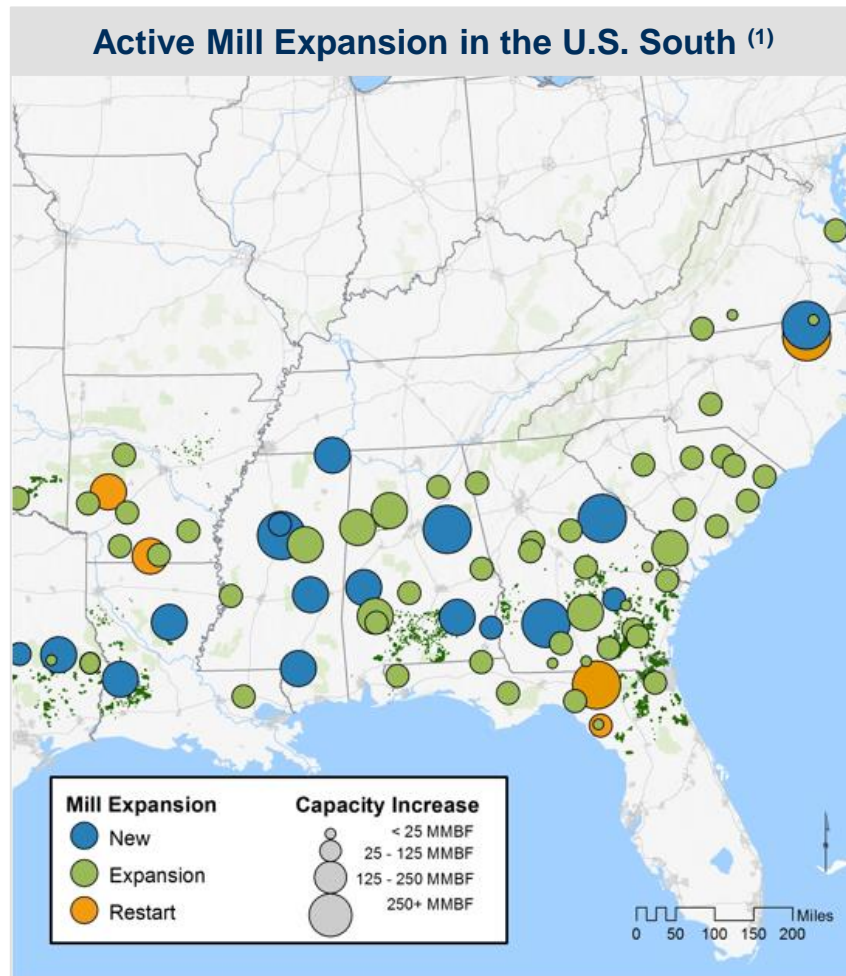 Active Mill Expansion in the U.S. South (1)
Mill Expansion
New
Expansion
Restart
Capacity Increase
< 25 MMBF
25 - 125 MMBF
125 - 250 MMBF
250+ MMBF
Miles
0 50 100 150 200